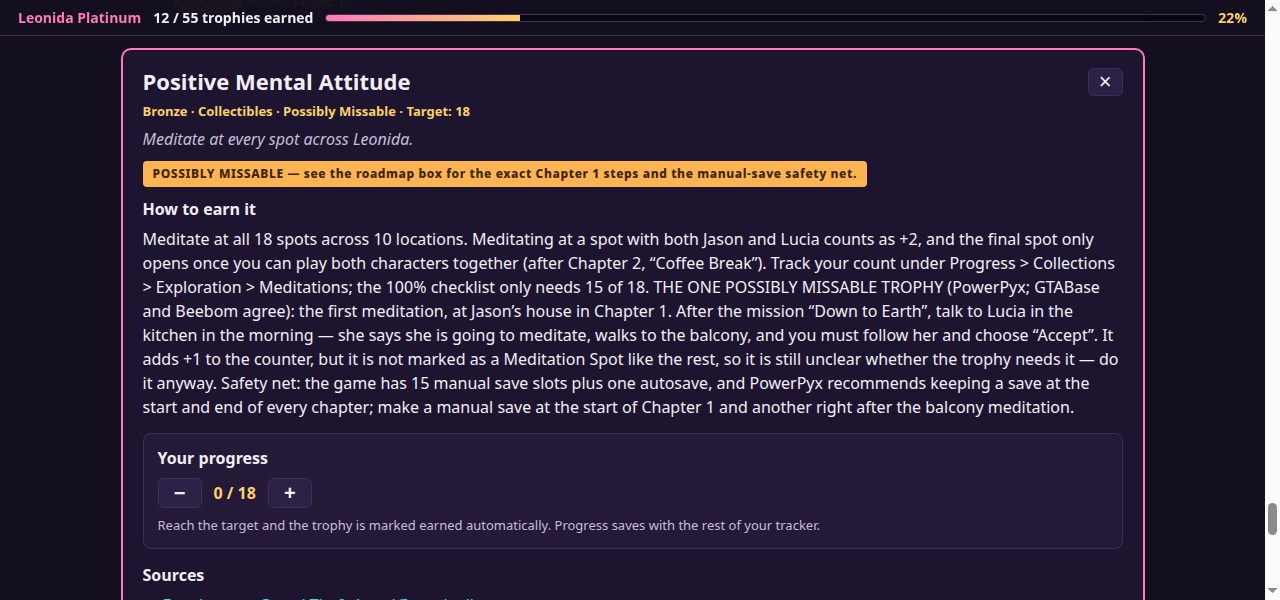 Leonida Platinum 12 / 55 trophies earned 22%
Positive Mental Attitude ✕
Bronze · Collectibles · Possibly Missable · Target: 18
Meditate at every spot across Leonida.
POSSIBLY MISSABLE — see the roadmap box for the exact Chapter 1 steps and the manual-save safety net.
How to earn it
Meditate at all 18 spots across 10 locations. Meditating at a spot with both Jason and Lucia counts as +2, and the final spot only
opens once you can play both characters together (after Chapter 2, “Coffee Break”). Track your count under Progress > Collections
> Exploration > Meditations; the 100% checklist only needs 15 of 18. THE ONE POSSIBLY MISSABLE TROPHY (PowerPyx; GTABase
and Beebom agree): the first meditation, at Jason’s house in Chapter 1. After the mission “Down to Earth”, talk to Lucia in the
kitchen in the morning — she says she is going to meditate, walks to the balcony, and you must follow her and choose “Accept”. It
adds +1 to the counter, but it is not marked as a Meditation Spot like the rest, so it is still unclear whether the trophy needs it — do
it anyway. Safety net: the game has 15 manual save slots plus one autosave, and PowerPyx recommends keeping a save at the
start and end of every chapter; make a manual save at the start of Chapter 1 and another right after the balcony meditation.
Your progress
− 0 / 18 +
Reach the target and the trophy is marked earned automatically. Progress saves with the rest of your tracker.
Sources